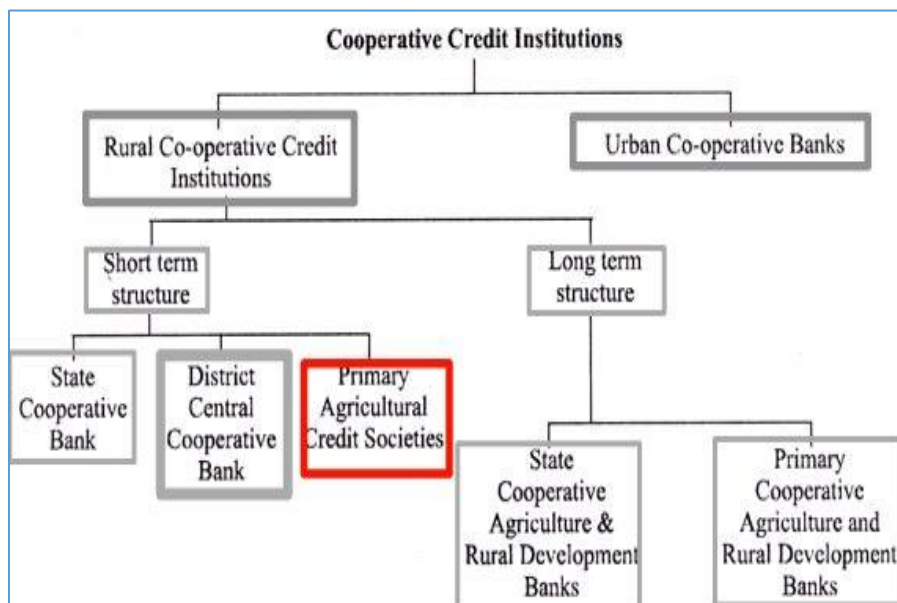 Cooperative Credit Institutions
Rural Co-operative Credit
Institutions
Urban Co-operative Banks
Short term
structure
Long term
structure
State
Cooperative
Bank
District
Central
Cooperative
Bank
Primary
Agricultural
Credit Societies
State
Cooperative
Agriculture &
Rural Development
Banks
Primary
Cooperative
Agriculture and
Rural Development
Banks